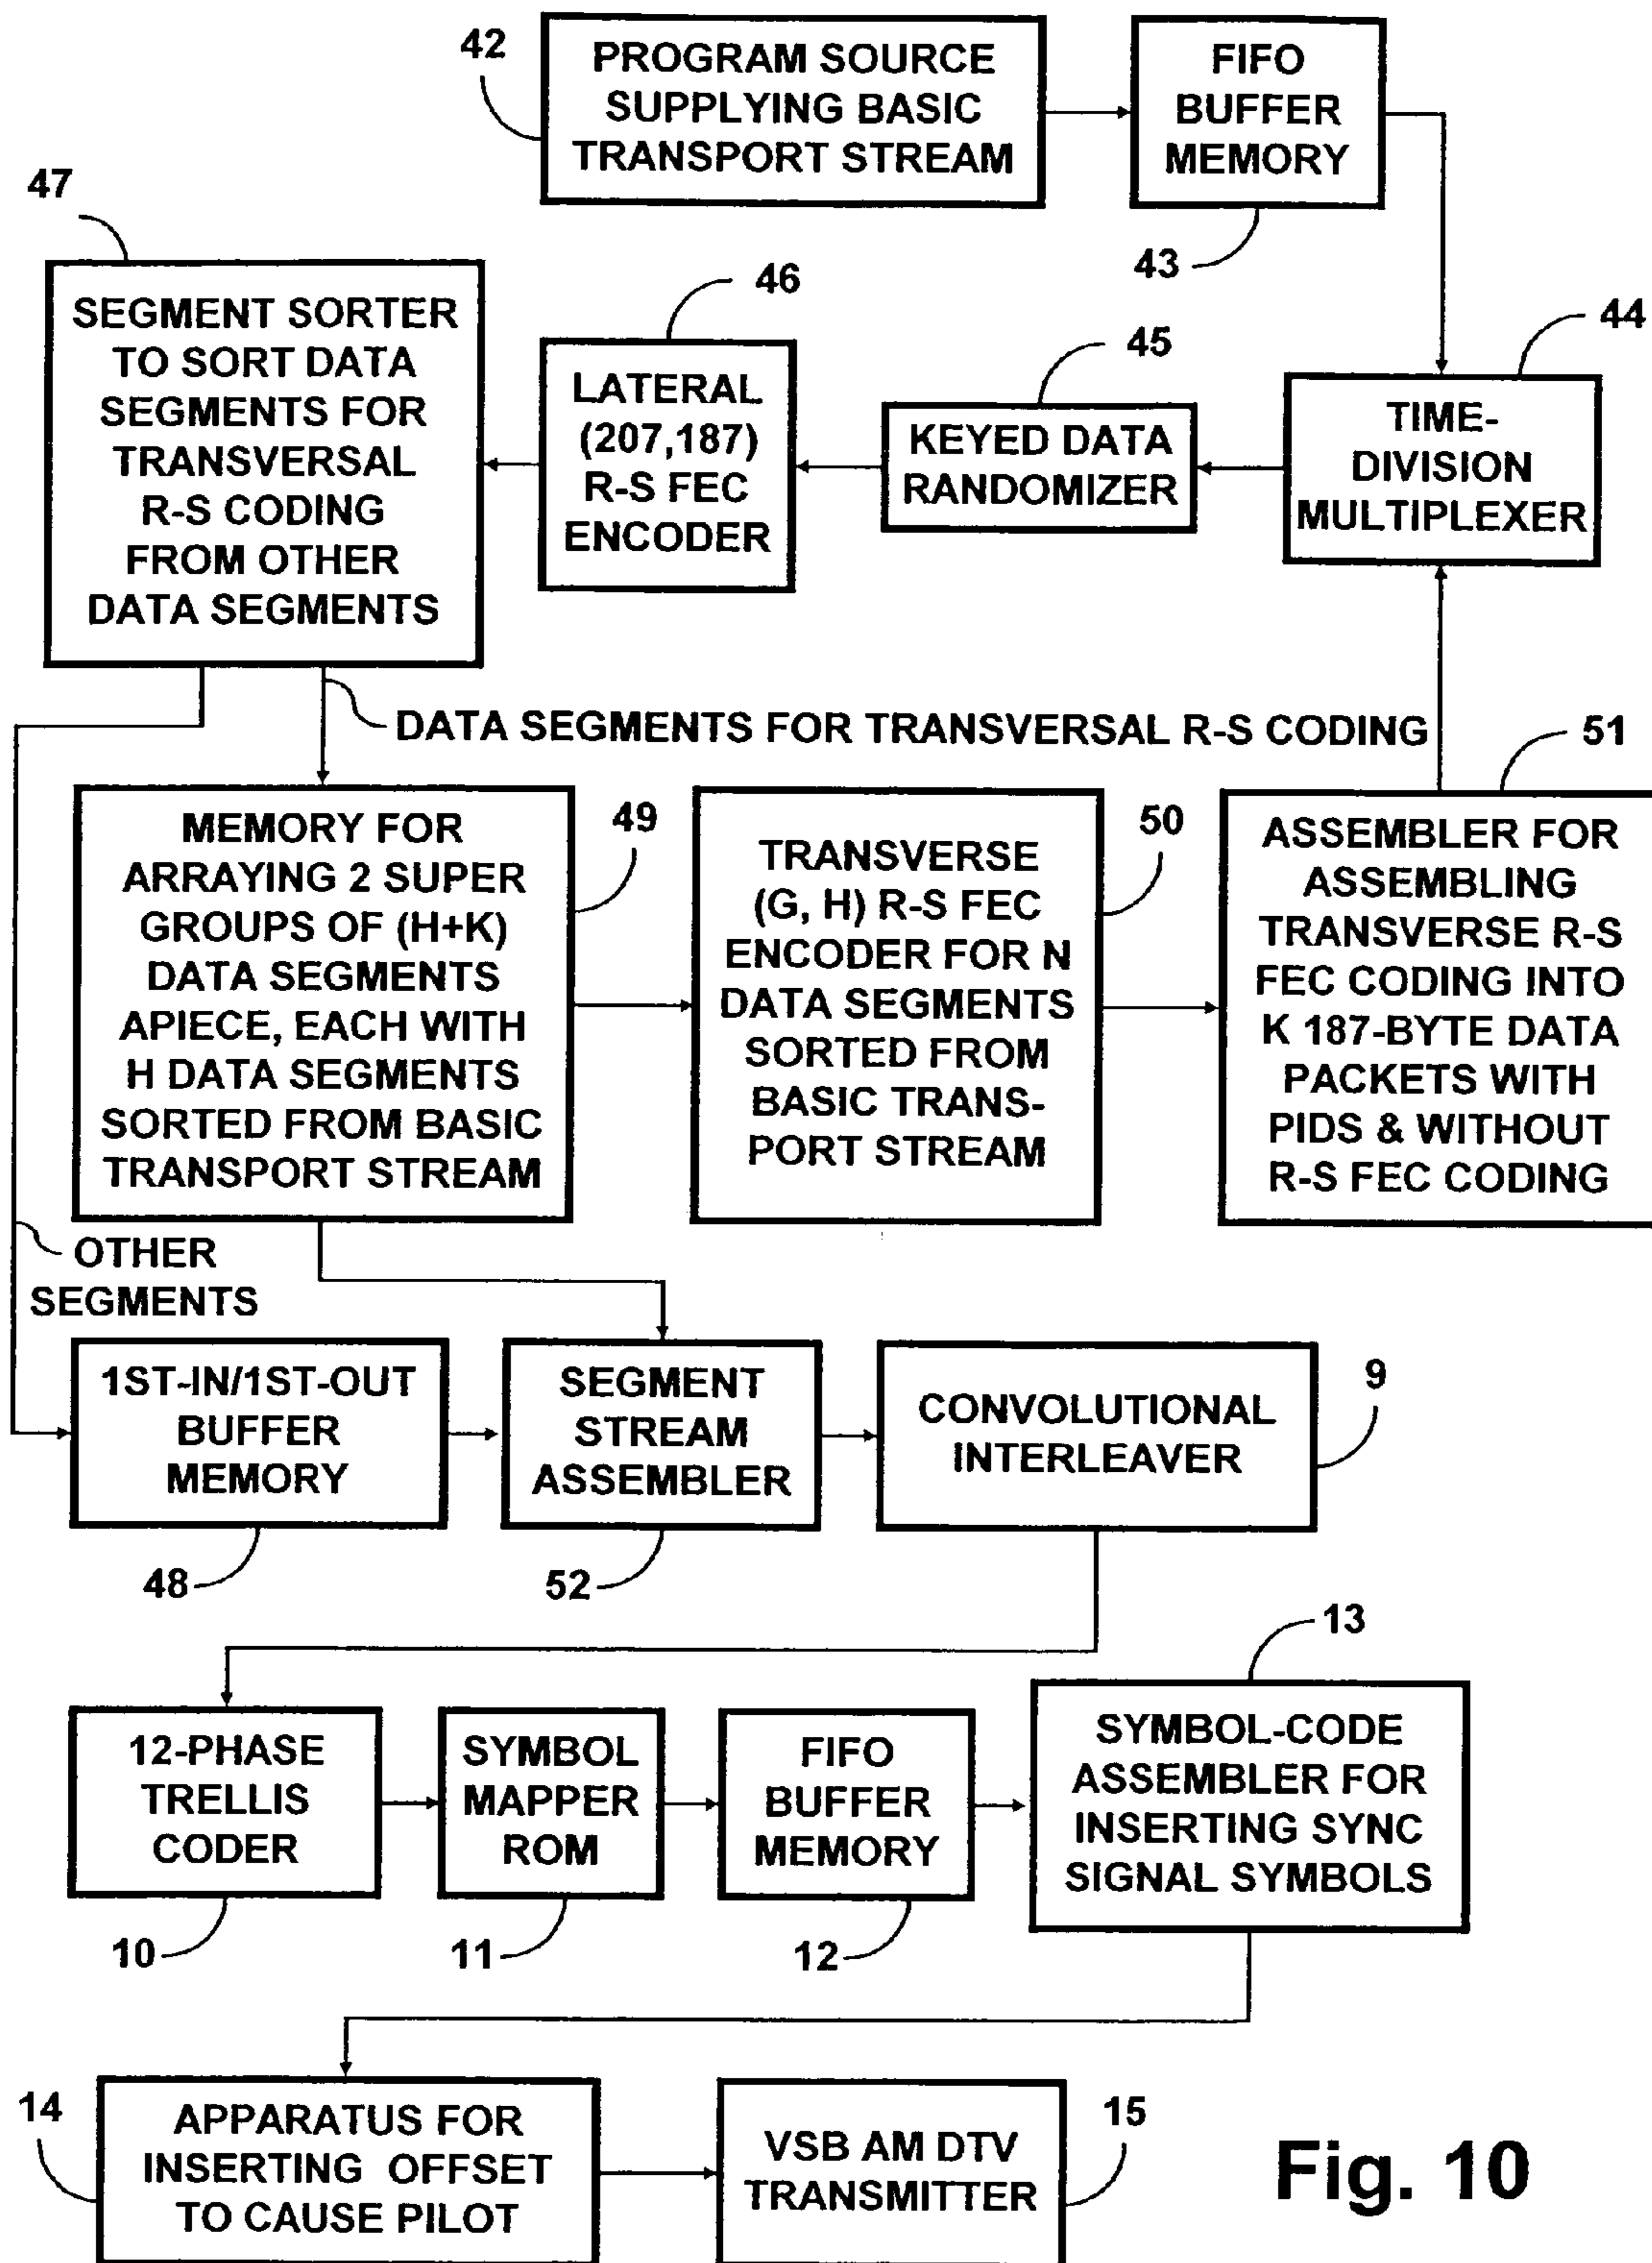 42
PROGRAM SOURCE
SUPPLYING BASIC
TRANSPORT STREAM
FIFO
BUFFER
MEMORY
43
47
SEGMENT SORTER
TO SORT DATA
SEGMENTS FOR
TRANSVERSAL
R-S CODING
FROM OTHER
DATA SEGMENTS
46
LATERAL
(207,187)
R-S FEC
ENCODER
45
KEYED DATA
RANDOMIZER
44
TIME-
DIVISION
MULTIPLEXER
DATA SEGMENTS FOR TRANSVERSAL R-S CODING
MEMORY FOR
ARRAYING 2 SUPER
GROUPS OF (H+K)
DATA SEGMENTS
APIECE, EACH WITH
H DATA SEGMENTS
SORTED FROM BASIC
TRANSPORT STREAM
49
TRANSVERSE
(G, H) R-S FEC
ENCODER FOR N
DATA SEGMENTS
SORTED FROM
BASIC TRANS-
PORT STREAM
50
51
ASSEMBLER FOR
ASSEMBLING
TRANSVERSE R-S
FEC CODING INTO
K 187-BYTE DATA
PACKETS WITH
PIDS & WITHOUT
R-S FEC CODING
OTHER
SEGMENTS
1ST-IN/1ST-OUT
BUFFER
MEMORY
48
SEGMENT
STREAM
ASSEMBLER
52
CONVOLUTIONAL
INTERLEAVER
9
12-PHASE
TRELLIS
CODER
10
SYMBOL
MAPPER
ROM
11
FIFO
BUFFER
MEMORY
12
13
SYMBOL-CODE
ASSEMBLER FOR
INSERTING SYNC
SIGNAL SYMBOLS
14
APPARATUS FOR
INSERTING OFFSET
TO CAUSE PILOT
VSB AM DTV
TRANSMITTER
15
Fig. 10